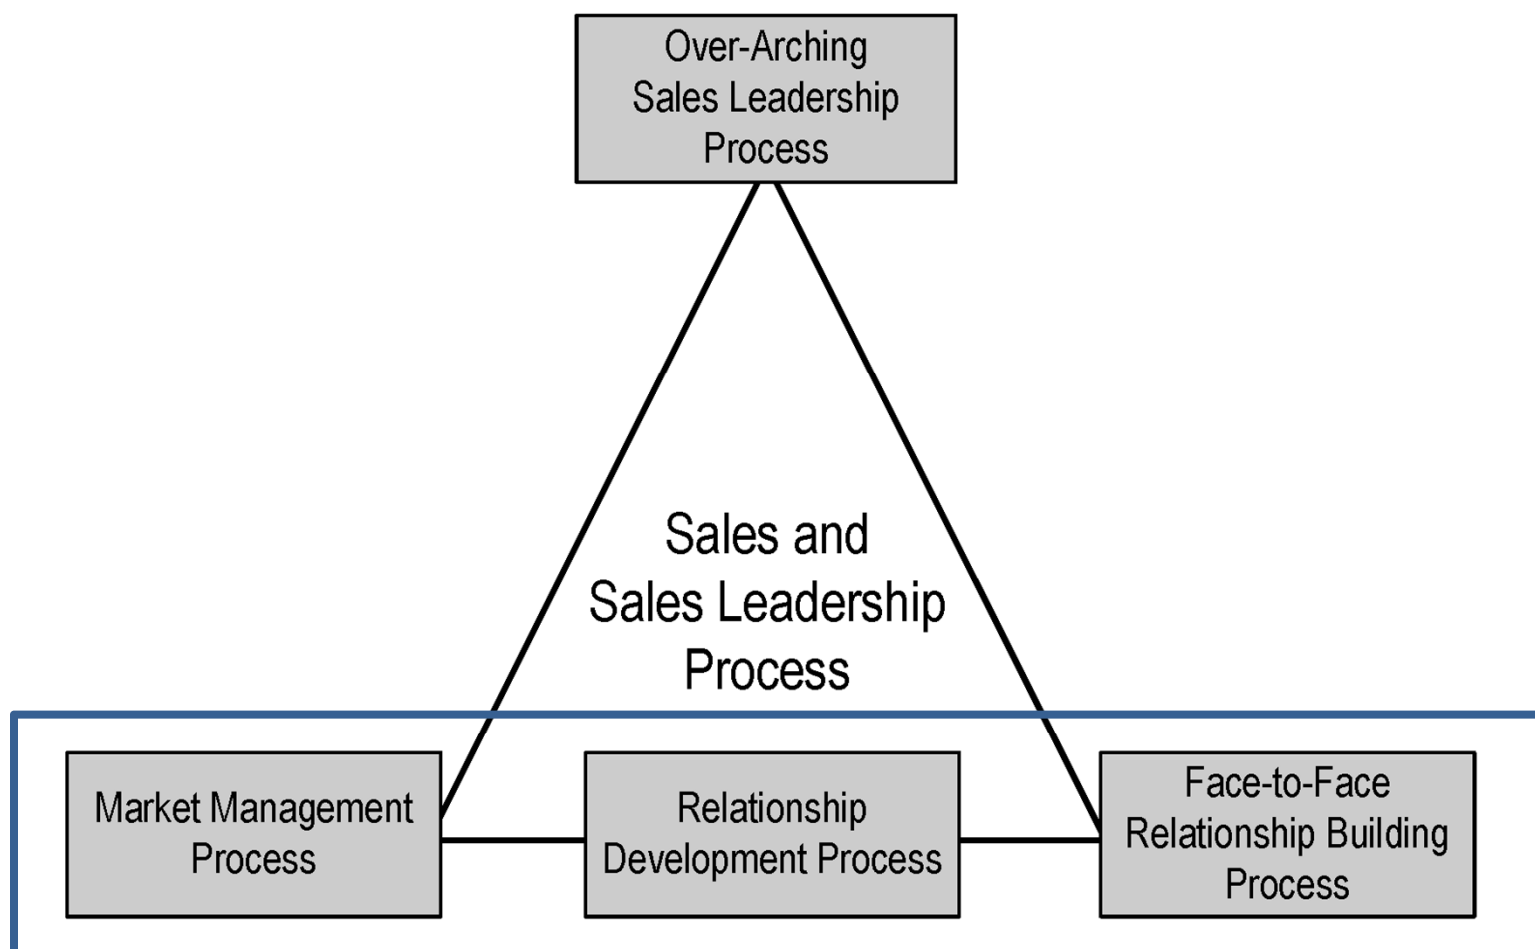 Over-Arching
Sales Leadership
Process
Sales and
Sales Leadership
Process
Market Management
Process
Relationship
Development Process
Face-to-Face
Relationship Building
Process